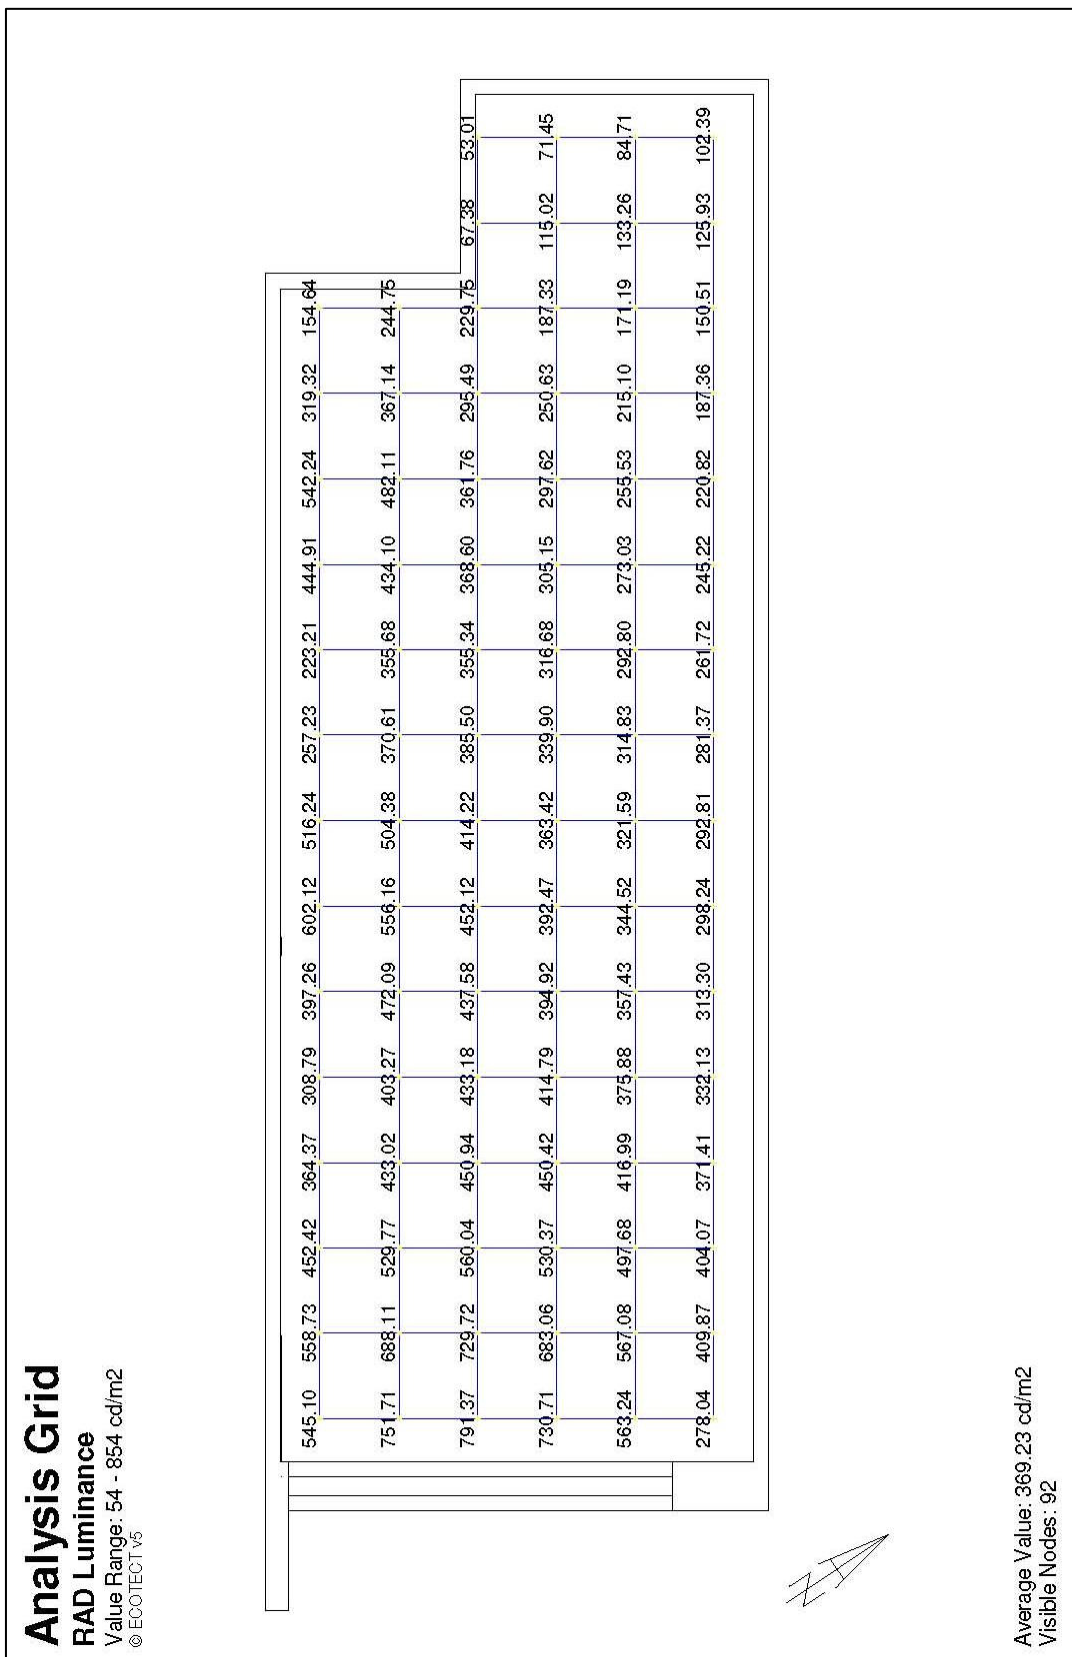 Analysis Grid
RAD Luminance
Value Range: 54 - 854 cd/m2
© ECOTECT v5
545.10 558.73 452.42 364.37 308.79 397.26 602.12 516.24 257.23 223.21 444.91 542.24 319.32 154.64
751.71 688.11 529.77 433.02 403.27 472.09 556.16 504.38 370.61 355.68 434.10 482.11 367.14 244.75
791.37 729.72 560.04 450.94 433.18 437.58 452.12 414.22 385.50 355.34 368.60 361.76 295.49 229.75 67.38 53.01
730.71 683.06 530.37 450.42 414.79 394.92 392.47 363.42 339.90 316.68 305.15 297.62 250.63 187.33 115.02 71.45
563.24 567.08 497.68 416.99 375.88 357.43 344.52 321.59 314.83 292.80 273.03 255.53 215.10 171.19 133.26 84.71
278.04 409.87 404.07 371.41 332.13 313.30 298.24 292.81 281.37 261.72 245.22 220.82 187.36 150.51 125.93 102.39
N
Average Value: 369.23 cd/m2
Visible Nodes: 92